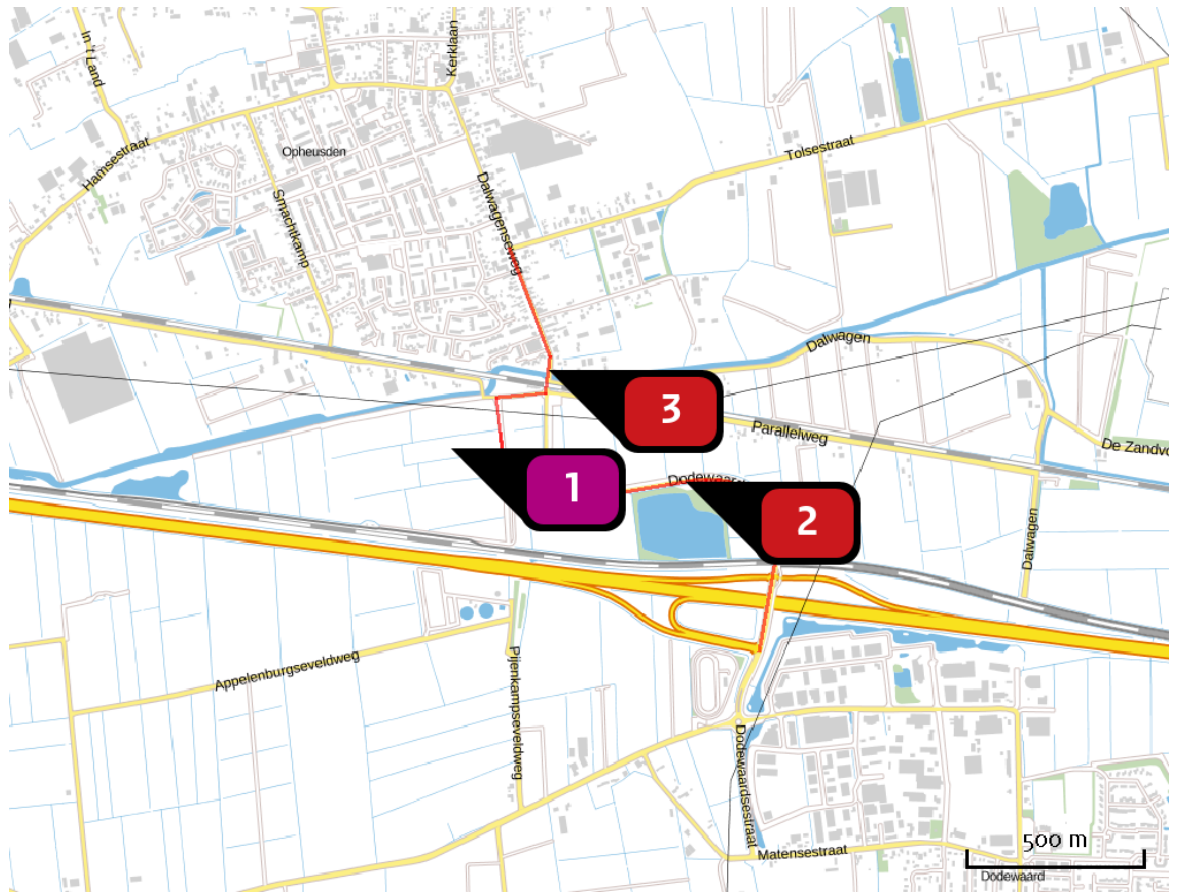 In 't Land
Kerklaan
Hamsestraat
Opheusden
Smachtkamp
Dalwagenseweg
Tolsestraat
Dalwagen
3
Parallelweg
De Zandvo
1
Dodewaard
2
Dalwagen
Appelenburgseveldweg
Pijenkampseveldweg
Dodewaardsestraat
Matensestraat
500 m
Dodewaard